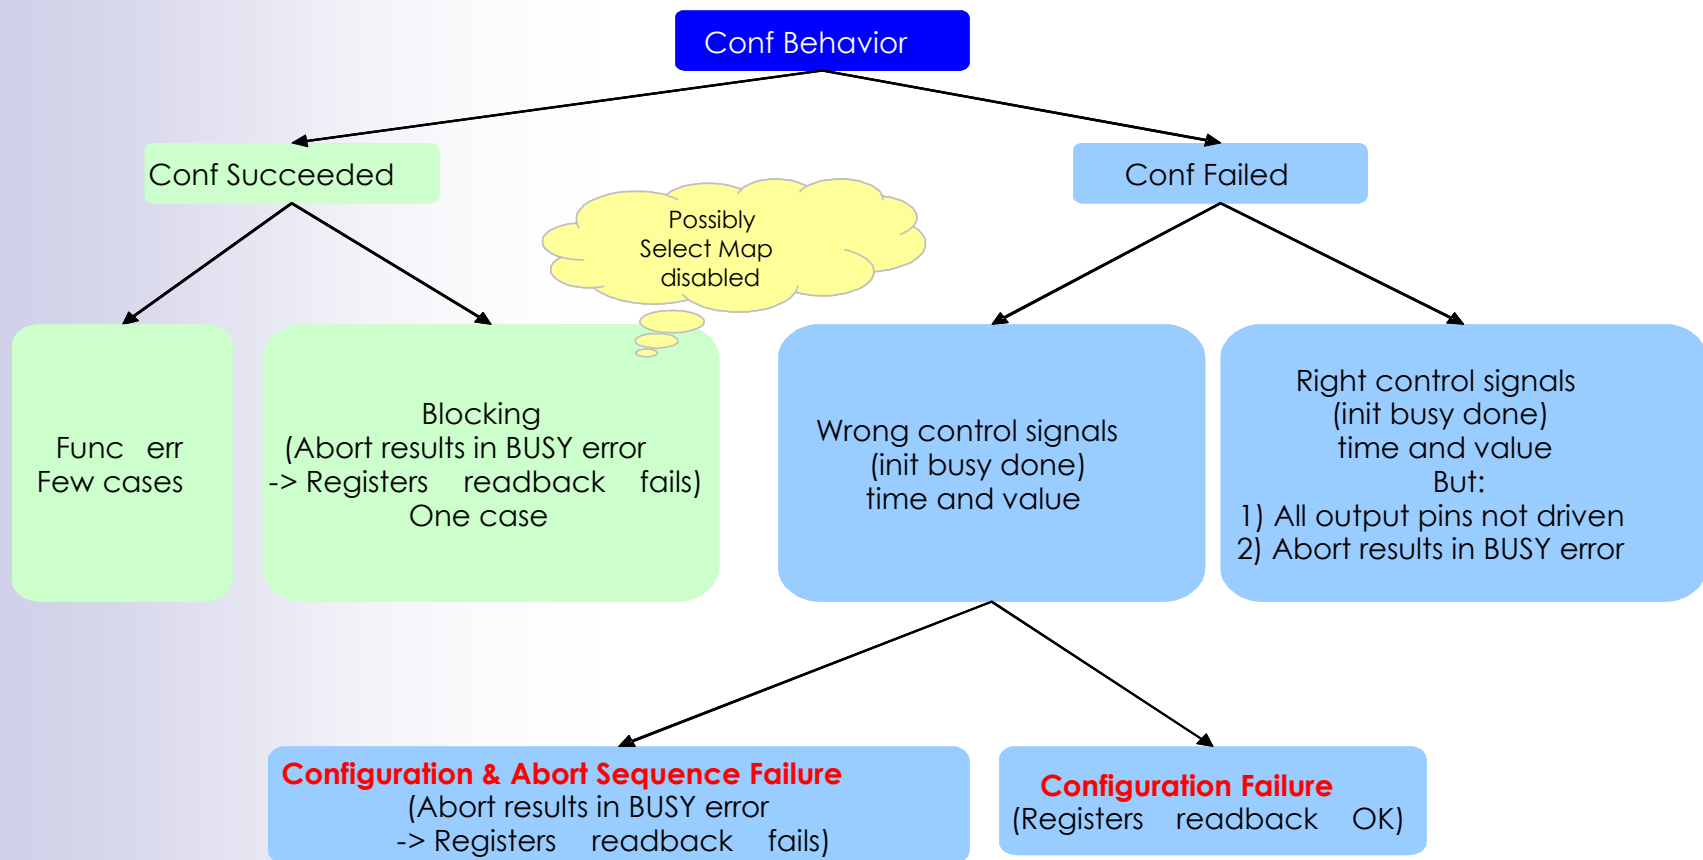 Conf Behavior
Conf Succeeded
Conf Failed
Possibly
Select Map
disabled
Func err
Few cases
Blocking
(Abort results in BUSY error
-> Registers readback fails)
One case
Wrong control signals
(init busy done)
time and value
Right control signals
(init busy done)
time and value
But:
1) All output pins not driven
2) Abort results in BUSY error
Configuration & Abort Sequence Failure
(Abort results in BUSY error
-> Registers readback fails)
Configuration Failure
(Registers readback OK)